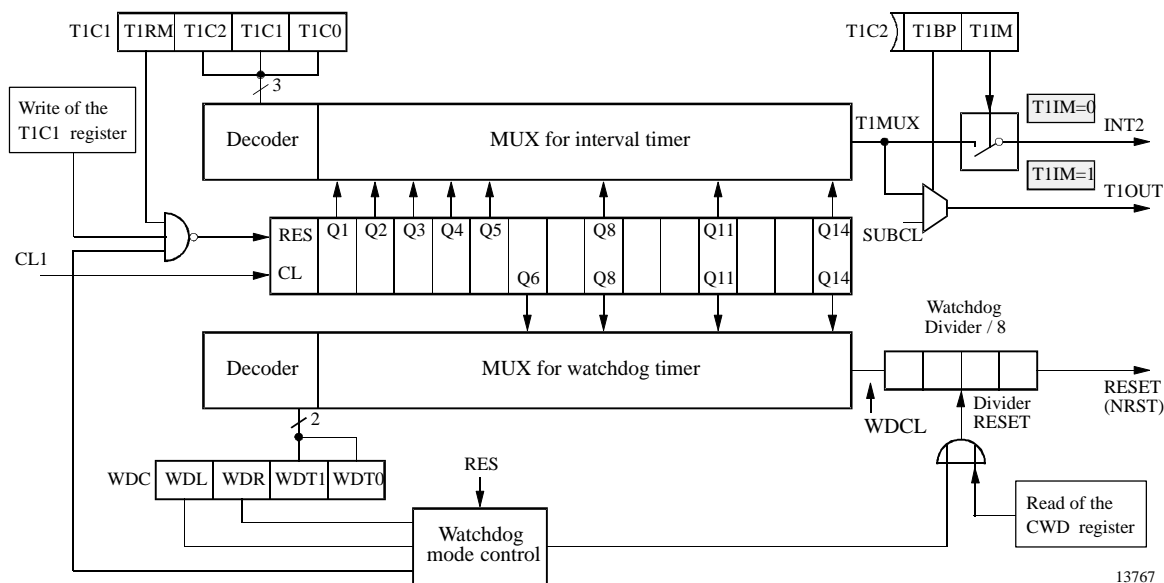 T1C1 T1RM T1C2 T1C1 T1C0
T1C2 T1BP T1IM
3
Write of the
T1C1 register
Decoder
MUX for interval timer
T1MUX
T1IM=0
INT2
T1IM=1
T1OUT
SUBCL
RES Q1 Q2 Q3 Q4 Q5 Q8 Q11 Q14
CL1
CL Q6 Q8 Q11 Q14
Watchdog
Divider / 8
Decoder
MUX for watchdog timer
RESET
(NRST)
2
WDCL
Divider
RESET
WDC WDL WDR WDT1 WDT0
RES
Read of the
CWD register
Watchdog
mode control
13767